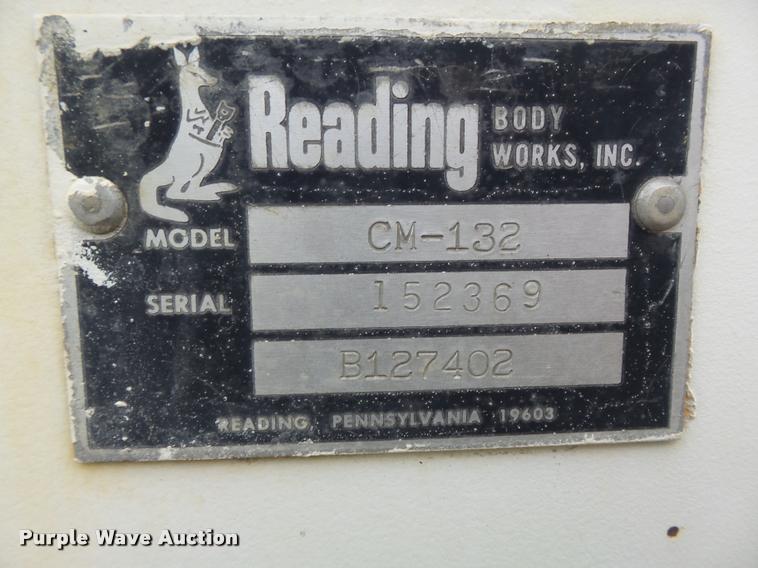 Reading BODY
WORKS, INC.
MODEL CM-132
SERIAL 152369
B127402
READING, PENNSYLVANIA 19603
Purple Wave Auction